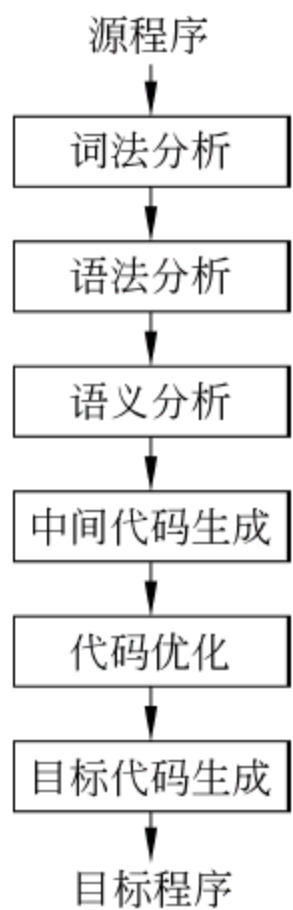 源程序
词法分析
语法分析
语义分析
中间代码生成
代码优化
目标代码生成
目标程序